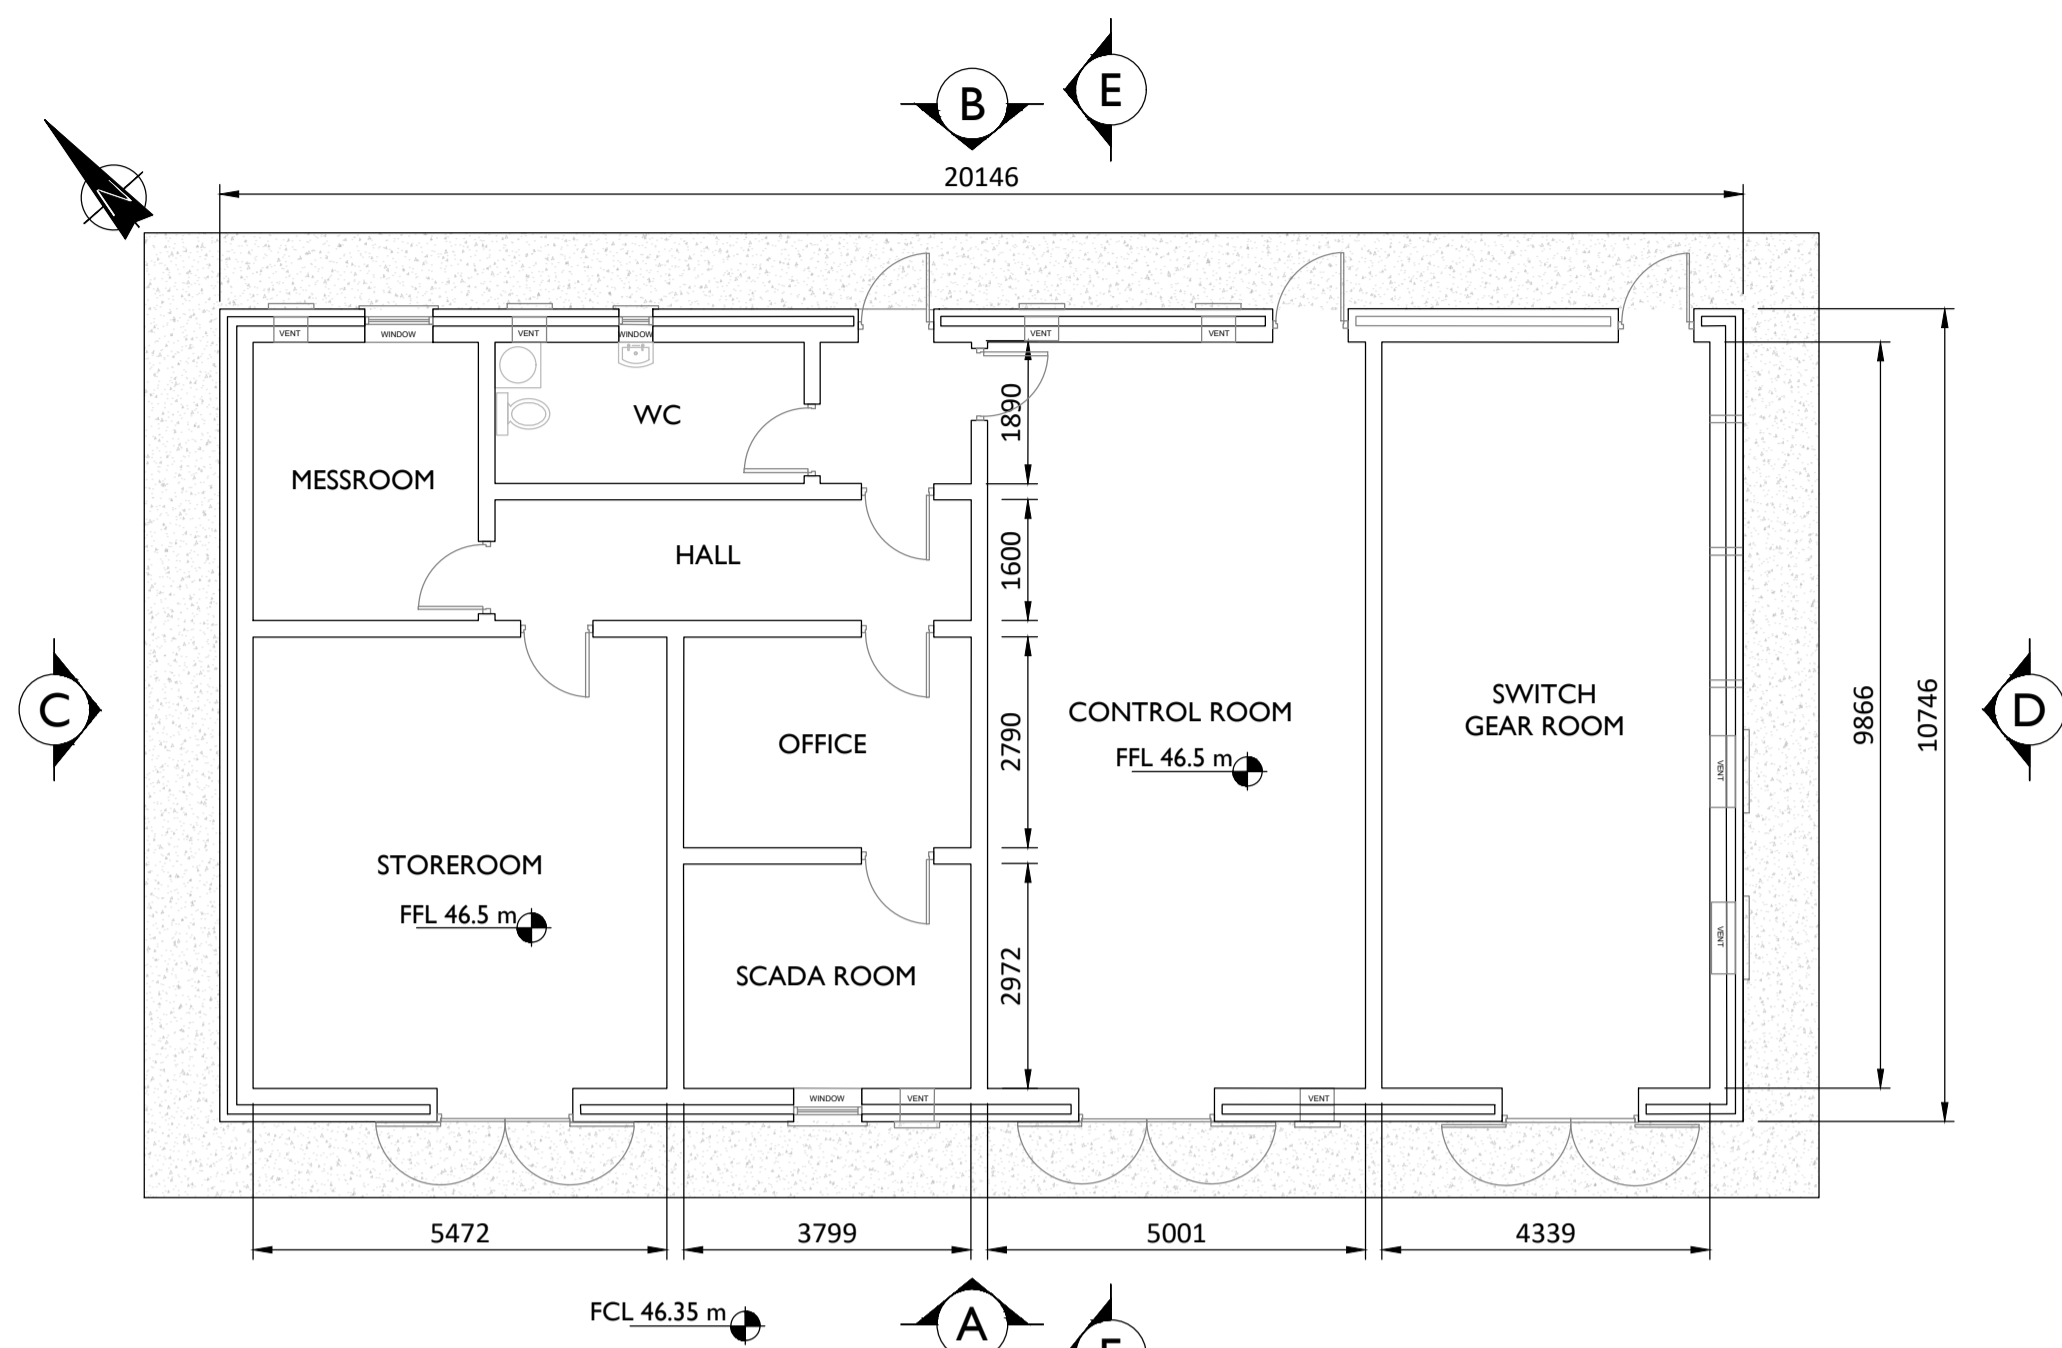 E
B
20146
N
VENT
WINDOW
VENT
WINDOW
VENT
VENT
WC
1890
MESSROOM
HALL
1600
C
D
OFFICE
2790
CONTROL ROOM
FFL 46.5 m
SWITCH
GEAR ROOM
9866
10746
VENT
STOREROOM
FFL 46.5 m
SCADA ROOM
2972
VENT
WINDOW
VENT
VENT
5472
3799
5001
4339
FCL 46.35 m
A